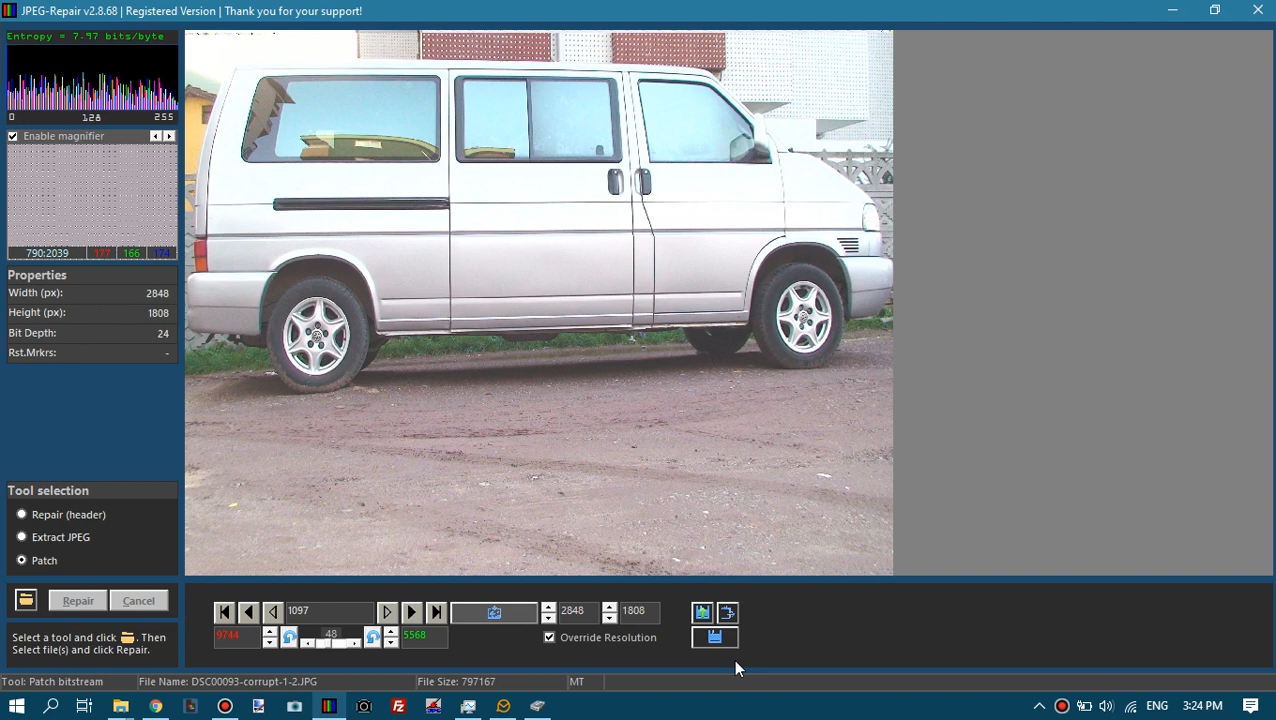 JPEG-Repair v2.8.68 | Registered Version | Thank you for your support!
Entropy = 7.97 bits/byte
0 128 255
Enable magnifier
790:2039 177 166 174
Properties
Width (px): 2848
Height (px): 1808
Bit Depth: 24
Rst.Mrkrs: -
Tool selection
Repair (header)
Extract JPEG
Patch
Repair Cancel
Select a tool and click . Then
file(s) and click Repair.
1097 2848 1808
9744 48 5568 Override Resolution
Tool: Patch bitstream File Name: DSC00093-corrupt-1-2.JPG File Size: 797167 MT
ENG 3:24 PM